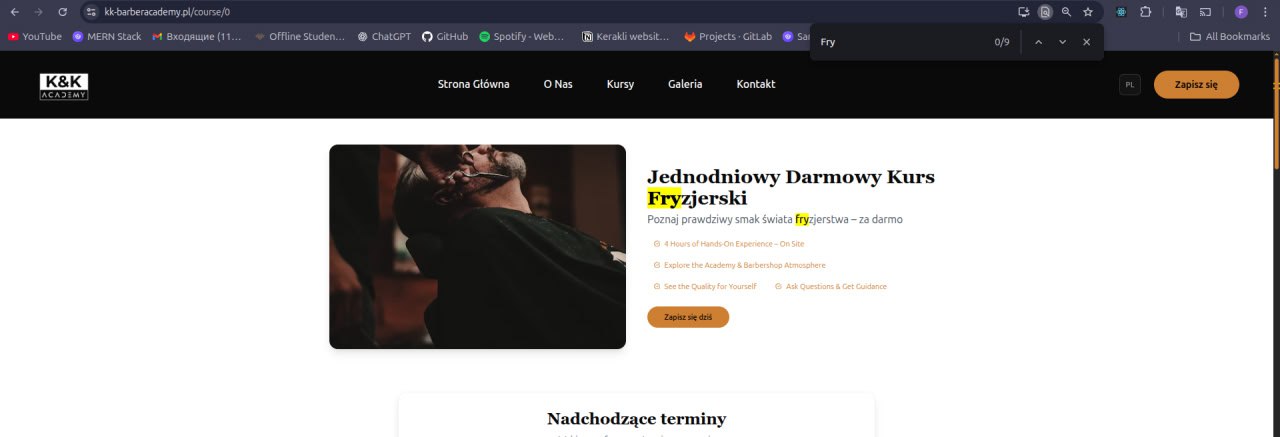 kk-barberacademy.pl/course/0
F
YouTube
MERN Stack
Входящие (11…
Offline Studen…
ChatGPT
GitHub
Spotify - Web…
Kerakli websit…
Projects · GitLab
San
All Bookmarks
Fry
0/9
K&K
ACADEMY
Strona Główna
O Nas
Kursy
Galeria
Kontakt
PL
Zapisz się
Jednodniowy Darmowy Kurs
Fryzjerski
Poznaj prawdziwy smak świata fryzjerstwa – za darmo
4 Hours of Hands-On Experience – On Site
Explore the Academy & Barbershop Atmosphere
See the Quality for Yourself
Ask Questions & Get Guidance
Zapisz się dziś
Nadchodzące terminy